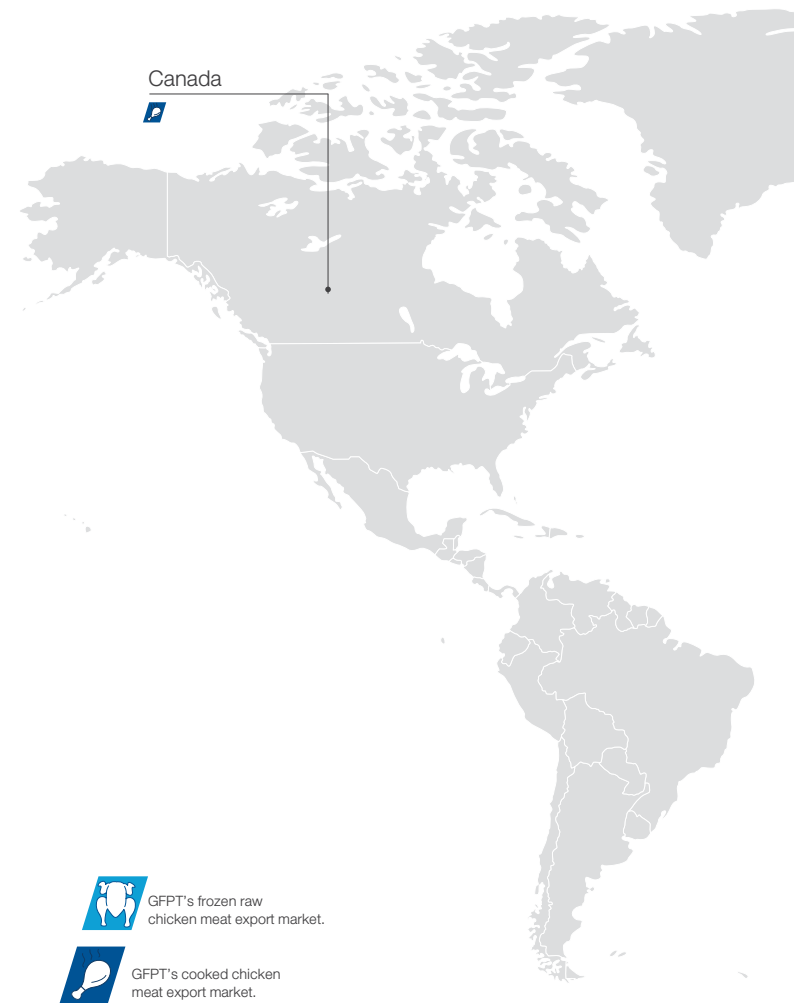 Canada
GFPT's frozen raw
chicken meat export market.
GFPT's cooked chicken
meat export market.